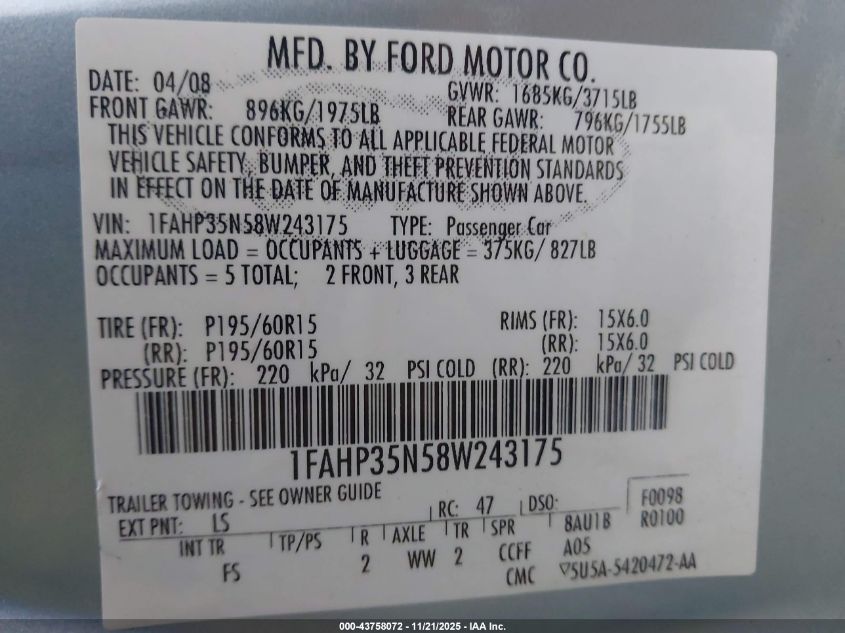 MFD. BY FORD MOTOR CO.
DATE: 04/08 GVWR: 1685KG/3715LB
FRONT GAWR: 896KG/1975LB REAR GAWR: 796KG/1755LB
THIS VEHICLE CONFORMS TO ALL APPLICABLE FEDERAL MOTOR
VEHICLE SAFETY, BUMPER, AND THEFT PREVENTION STANDARDS
IN EFFECT ON THE DATE OF MANUFACTURE SHOWN ABOVE.
VIN: 1FAHP35N58W243175 TYPE: Passenger Car
MAXIMUM LOAD = OCCUPANTS + LUGGAGE = 375KG/ 827LB
OCCUPANTS = 5 TOTAL; 2 FRONT, 3 REAR
TIRE (FR): P195/60R15 RIMS (FR): 15X6.0
(RR): P195/60R15 (RR): 15X6.0
PRESSURE (FR): 220 kPa/ 32 PSI COLD (RR): 220 kPa/ 32 PSI COLD
1FAHP35N58W243175
TRAILER TOWING - SEE OWNER GUIDE
EXT PNT: LS RC: 47 DSO: F0098
INT TR TP/PS R AXLE TR SPR 8AU1B R0100
FS 2 WW 2 CCFF A05
CMC ▽5U5A-5420472-AA
000-43758072 - 11/21/2025 - IAA Inc.